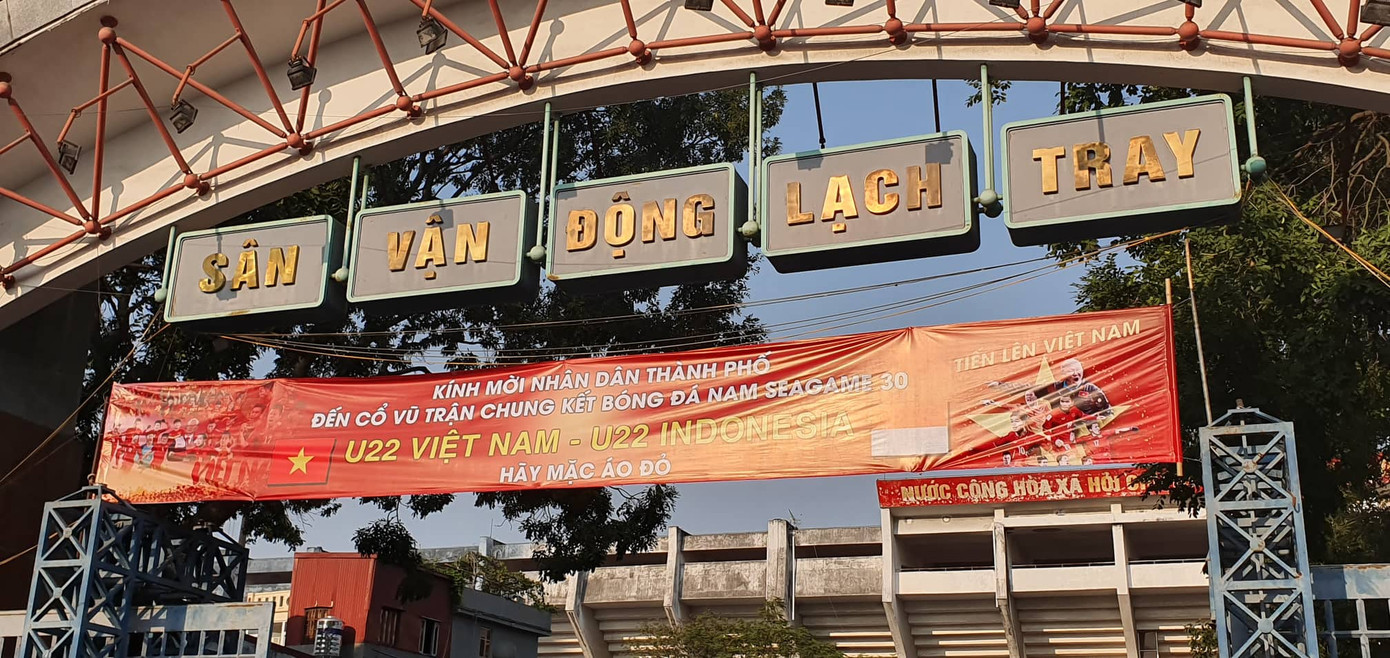 SÂN VẬN ĐỘNG LẠCH TRAY
KÍNH MỜI NHÂN DÂN THÀNH PHỐ
ĐẾN CỔ VŨ TRẬN CHUNG KẾT BÓNG ĐÁ NAM SEAGAME 30
U22 VIỆT NAM - U22 INDONESIA
HÃY MẶC ÁO ĐỎ
TIẾN LÊN VIỆT NAM
NƯỚC CỘNG HÒA XÃ HỘI